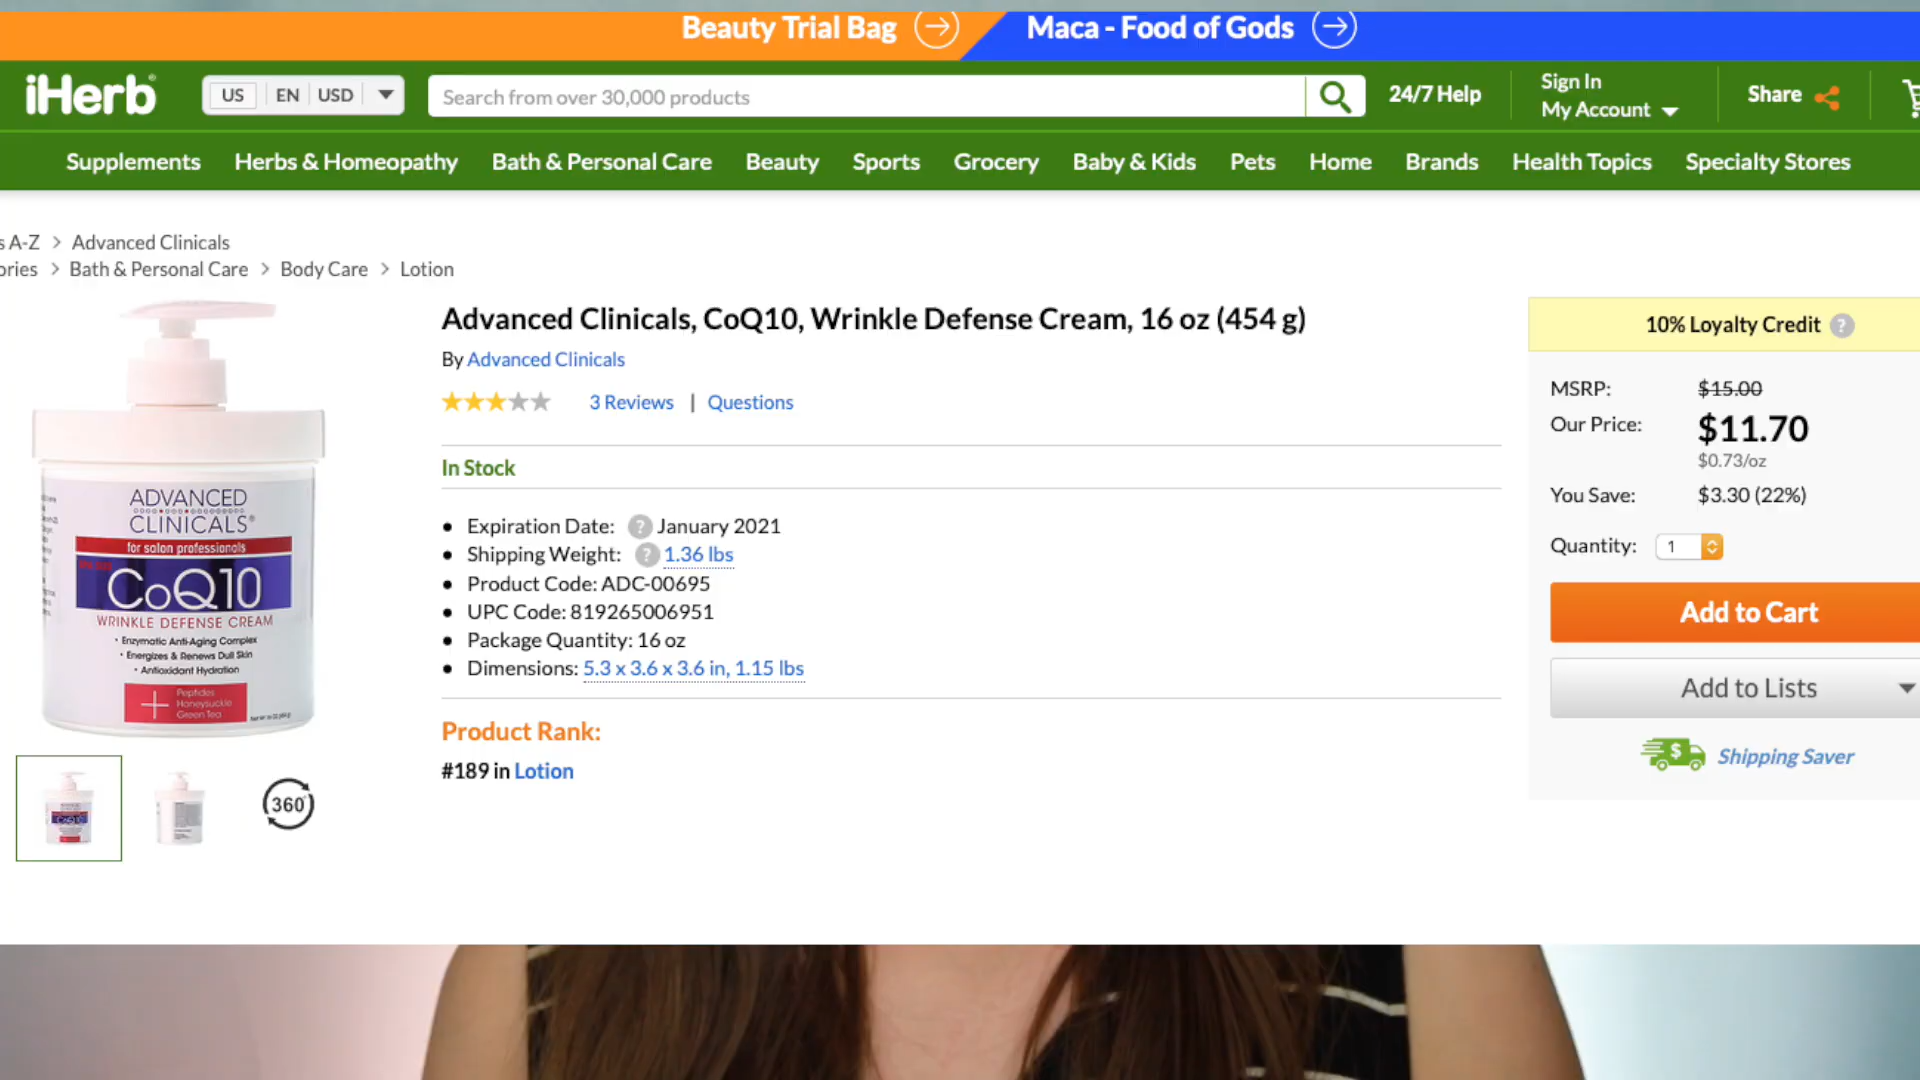 Beauty Trial Bag
Maca - Food of Gods
iHerb®
US EN USD
Search from over 30,000 products
24/7 Help
Sign In
My Account
Share
Supplements Herbs & Homeopathy Bath & Personal Care Beauty Sports Grocery Baby & Kids Pets Home Brands Health Topics Specialty Stores
s A-Z > Advanced Clinicals
ories > Bath & Personal Care > Body Care > Lotion
ADVANCED
CLINICALS®
for salon professionals
CoQ10
WRINKLE DEFENSE CREAM
• Enzymatic Anti-Aging Complex
• Energizes & Renews Dull Skin
• Antioxidant Hydration
+ Peptides
Honeysuckle
Green Tea
360°
Advanced Clinicals, CoQ10, Wrinkle Defense Cream, 16 oz (454 g)
By Advanced Clinicals
3 Reviews | Questions
In Stock
• Expiration Date: ? January 2021
• Shipping Weight: ? 1.36 lbs
• Product Code: ADC-00695
• UPC Code: 819265006951
• Package Quantity: 16 oz
• Dimensions: 5.3 x 3.6 x 3.6 in, 1.15 lbs
Product Rank:
#189 in Lotion
10% Loyalty Credit ?
MSRP: $15.00
Our Price: $11.70
$0.73/oz
You Save: $3.30 (22%)
Quantity: 1
Add to Cart
Add to Lists
$ Shipping Saver